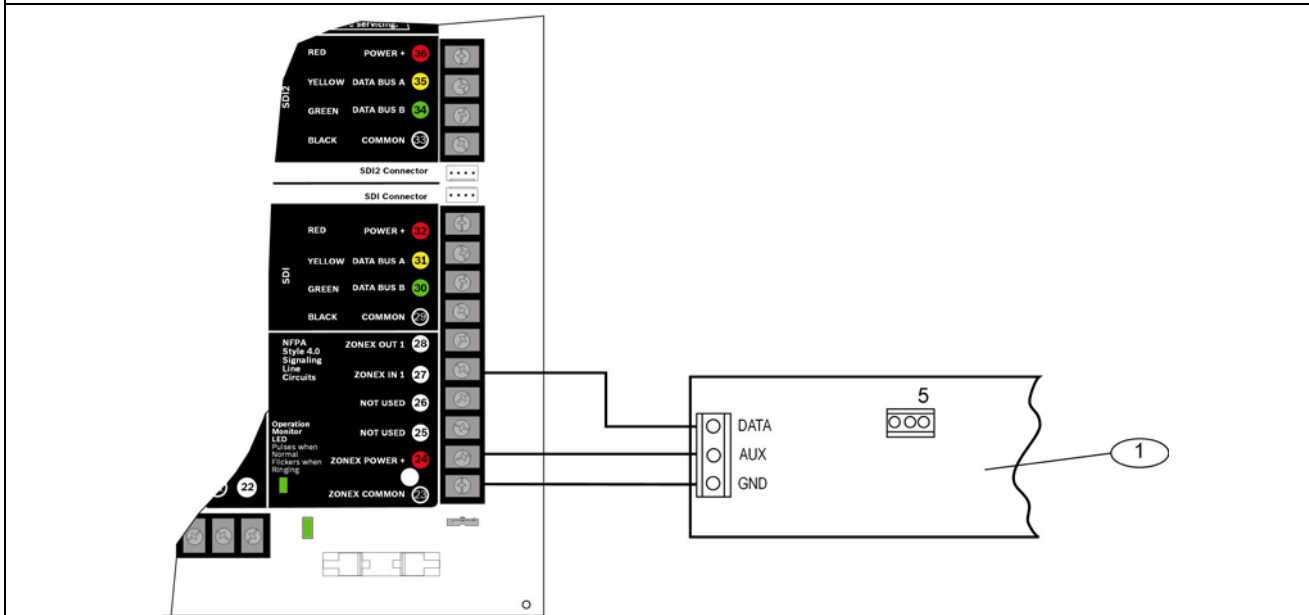 servicing.
RED POWER + 36
YELLOW DATA BUS A 35
SDI2
GREEN DATA BUS B 34
BLACK COMMON 33
SDI2 Connector
SDI Connector
RED POWER + 32
YELLOW DATA BUS A 31
SDI
GREEN DATA BUS B 30
BLACK COMMON 29
NFPA
Style 4.0
Signaling
Line
Circuits
ZONEX OUT 1 28
ZONEX IN 1 27
NOT USED 26
NOT USED 25
Operation
Monitor
LED
Pulses when
Normal
Flickers when
Ringing
ZONEX POWER + 24
ZONEX COMMON 23
22
DATA
AUX
GND
5
1